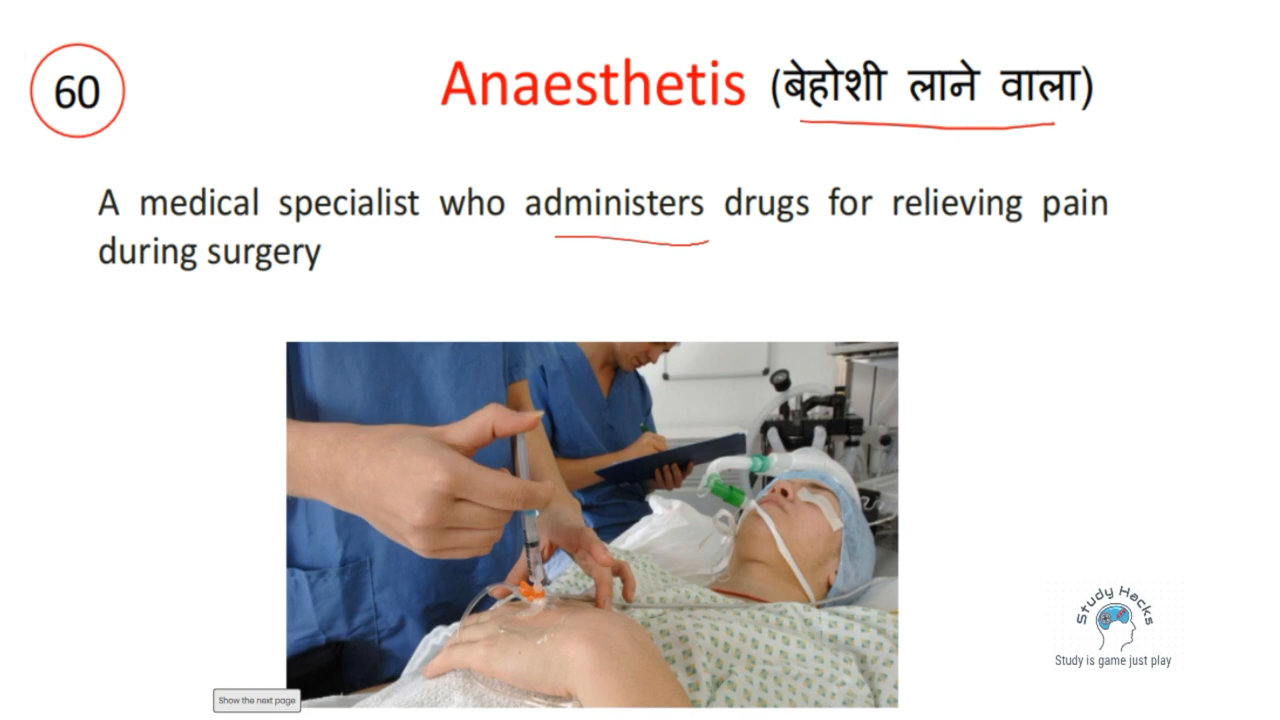 60
Anaesthetis (बेहोशी लाने वाला)
A medical specialist who administers drugs for relieving pain
during surgery
Study Hacks
Study is game just play
Show the next page